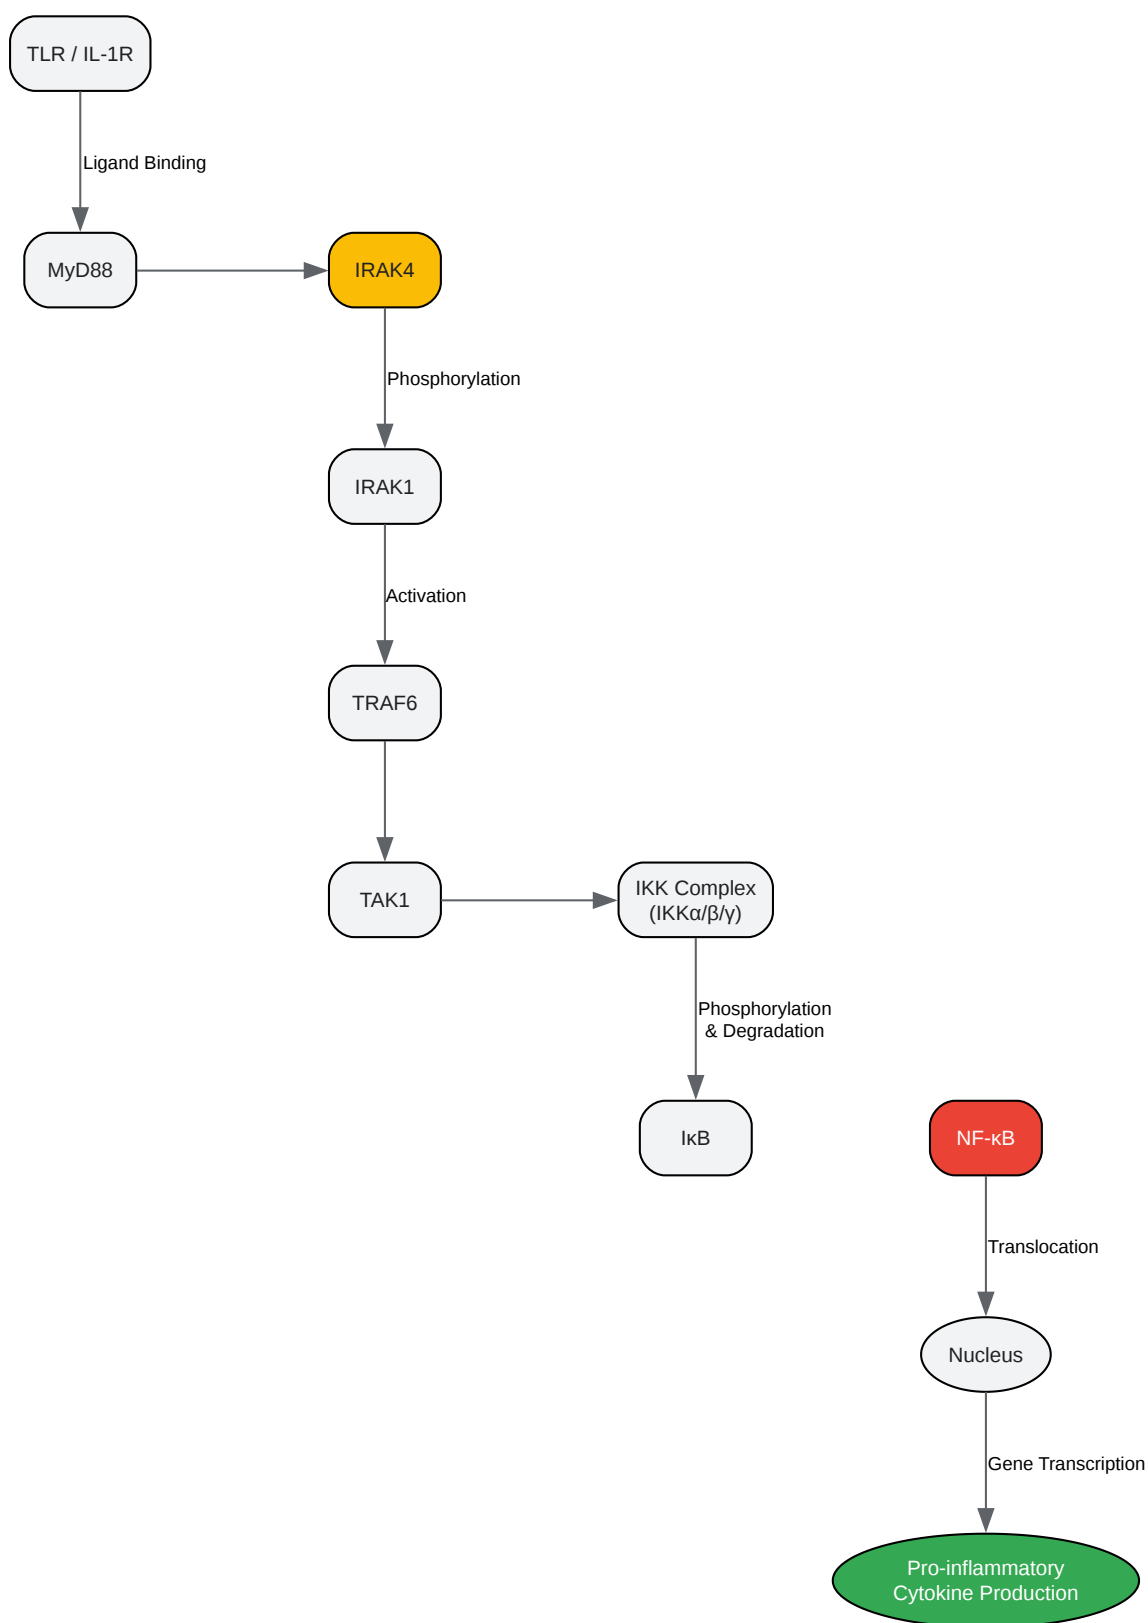 TLR / IL-1R
Ligand Binding
MyD88
IRAK4
Phosphorylation
IRAK1
Activation
TRAF6
TAK1
IKK Complex
(IKKα/β/γ)
Phosphorylation
& Degradation
IκB
NF-κB
Translocation
Nucleus
Gene Transcription
Pro-inflammatory
Cytokine Production